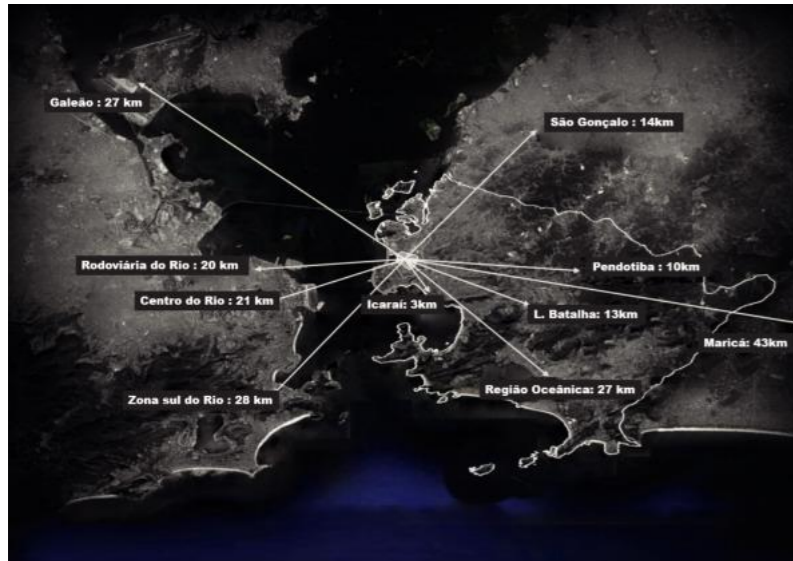 Galeão : 27 km
São Gonçalo : 14km
Rodoviária do Rio : 20 km
Pendotiba : 10km
Centro do Rio : 21 km
Icaraí: 3km
L. Batalha: 13km
Maricá: 43km
Região Oceânica: 27 km
Zona sul do Rio : 28 km